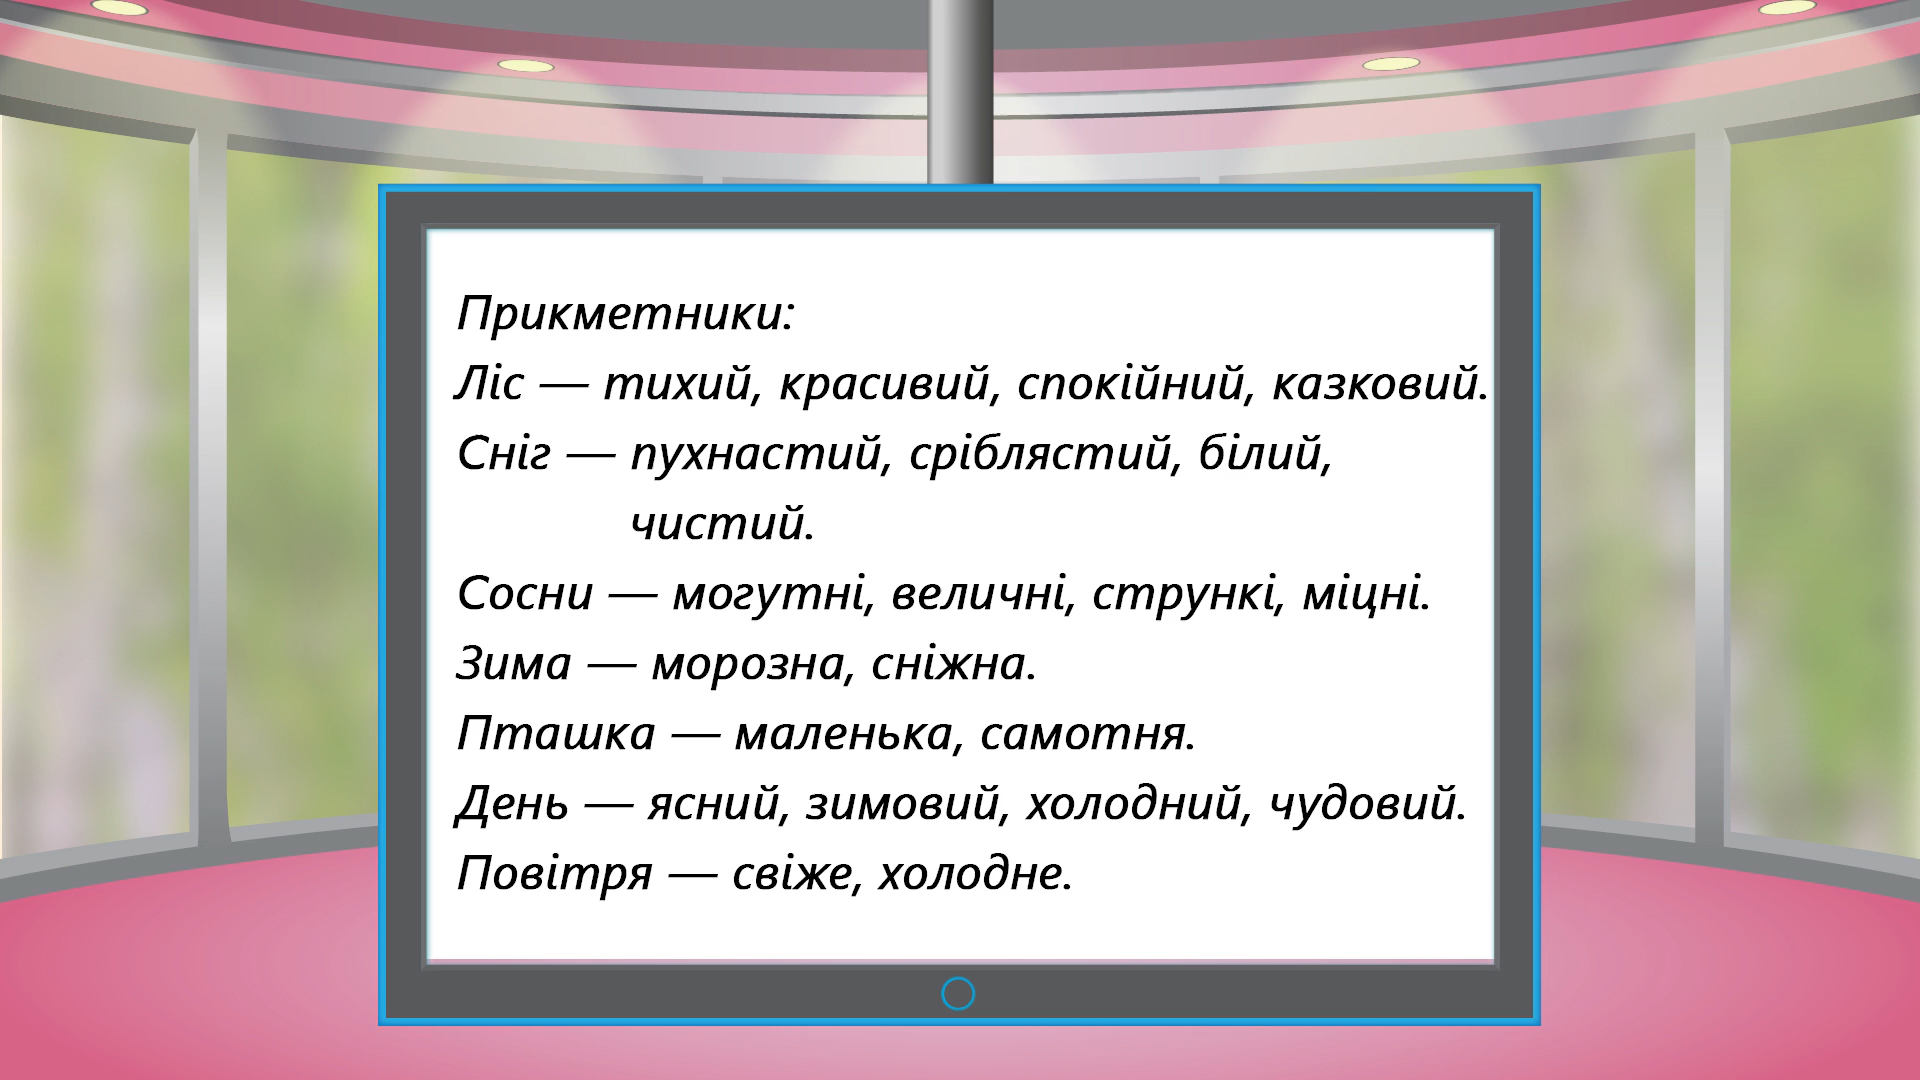 Прикметники:
Ліс — тихий, красивий, спокійний, казковий.
Сніг — пухнастий, сріблястий, білий,
чистий.
Сосни — могутні, величні, стрункі, міцні.
Зима — морозна, сніжна.
Пташка — маленька, самотня.
День — ясний, зимовий, холодний, чудовий.
Повітря — свіже, холодне.